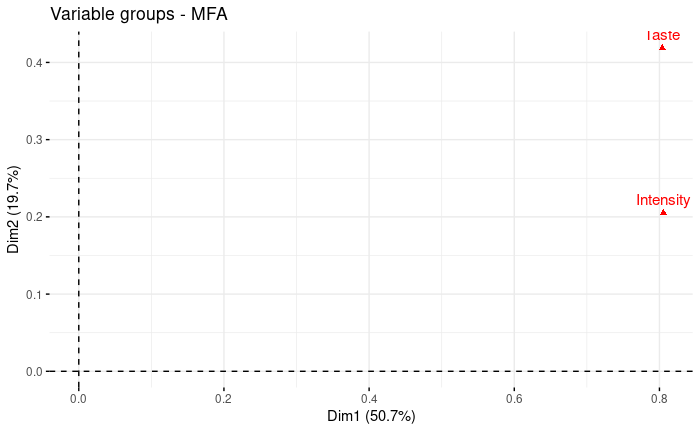 Variable groups - MFA
Taste
0.4
0.3
Intensity
0.2
0.1
0.0
Dim2 (19.7%)
0.0 0.2 0.4 0.6 0.8
Dim1 (50.7%)